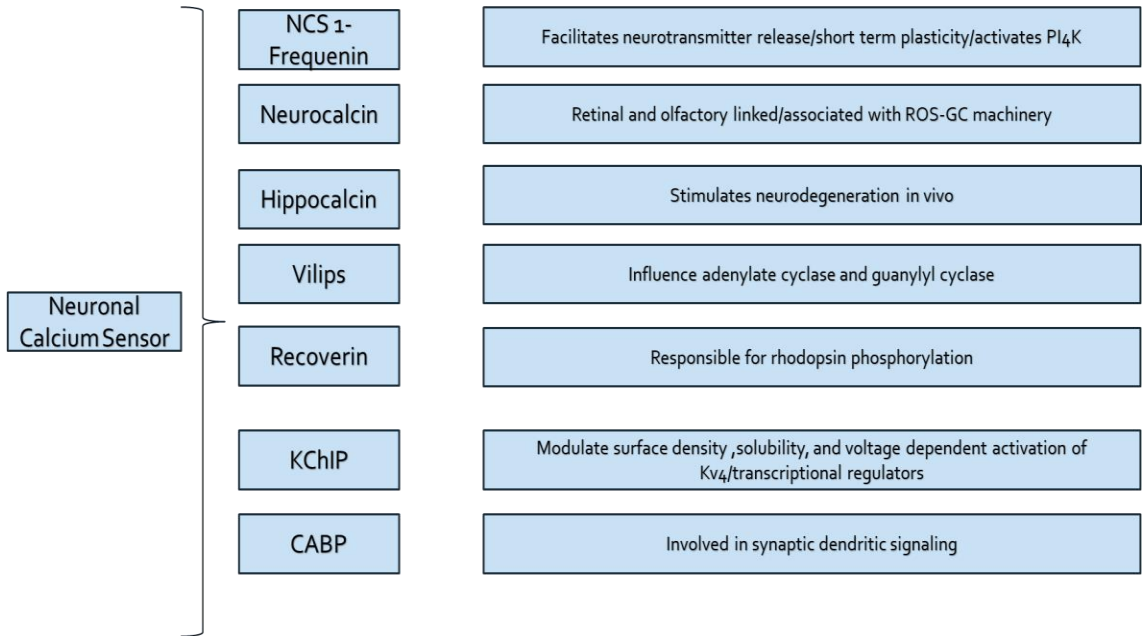 NCS 1-
Frequenin
Facilitates neurotransmitter release/short term plasticity/activates PI4K
Neurocalcin
Retinal and olfactory linked/associated with ROS-GC machinery
Hippocalcin
Stimulates neurodegeneration in vivo
Vilips
Influence adenylate cyclase and guanylyl cyclase
Neuronal
Calcium Sensor
Recoverin
Responsible for rhodopsin phosphorylation
KChIP
Modulate surface density ,solubility, and voltage dependent activation of
Kv4/transcriptional regulators
CABP
Involved in synaptic dendritic signaling